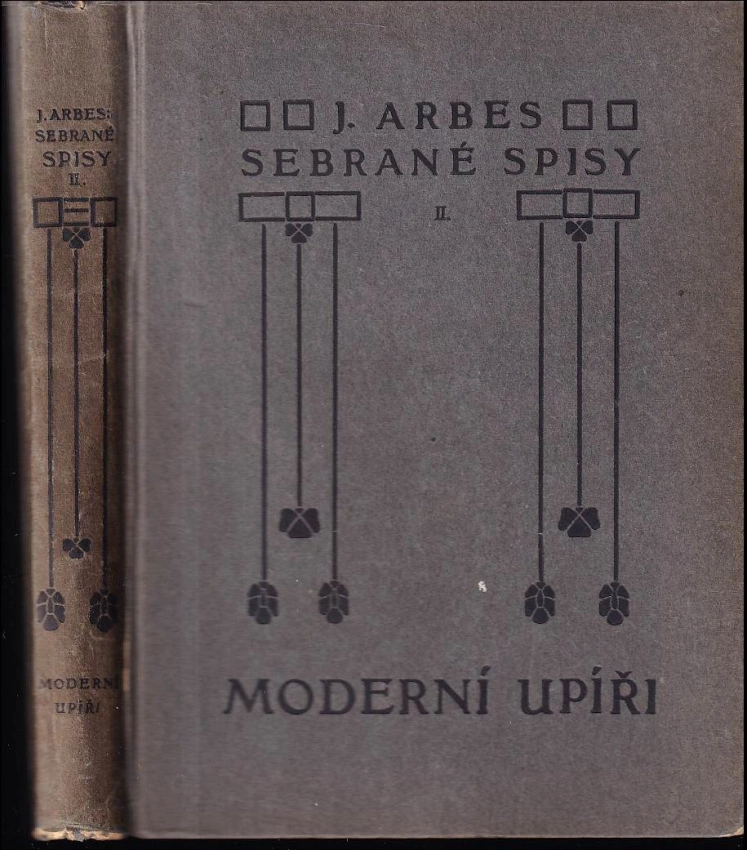 J. ARBES:
SEBRANÉ
SPISY
II.
MODERNÍ
UPÍŘI
J. ARBES
SEBRANÉ SPISY
II.
MODERNÍ UPÍŘI